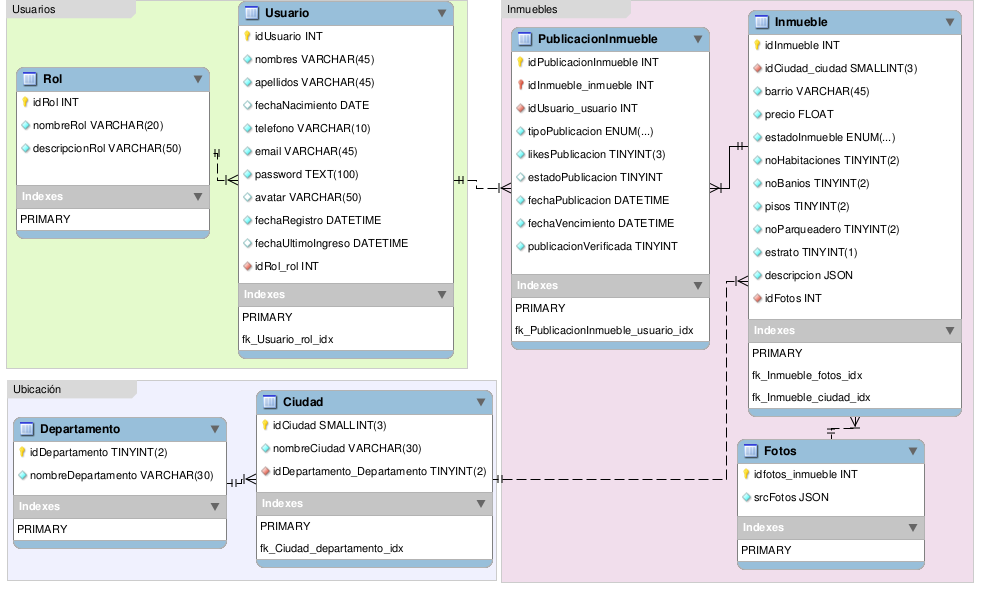 Usuarios
Rol
idRol INT
nombreRol VARCHAR(20)
descripcionRol VARCHAR(50)
Indexes
PRIMARY
Usuario
idUsuario INT
nombres VARCHAR(45)
apellidos VARCHAR(45)
fechaNacimiento DATE
telefono VARCHAR(10)
email VARCHAR(45)
password TEXT(100)
avatar VARCHAR(50)
fechaRegistro DATETIME
fechaUltimoIngreso DATETIME
idRol_rol INT
Indexes
PRIMARY
fk_Usuario_rol_idx
Inmuebles
PublicacionInmueble
idPublicacionInmueble INT
idInmueble_inmueble INT
idUsuario_usuario INT
tipoPublicacion ENUM(...)
likesPublicacion TINYINT(3)
estadoPublicacion TINYINT
fechaPublicacion DATETIME
fechaVencimiento DATETIME
publicacionVerificada TINYINT
Indexes
PRIMARY
fk_PublicacionInmueble_usuario_idx
Inmueble
idInmueble INT
idCiudad_ciudad SMALLINT(3)
barrio VARCHAR(45)
precio FLOAT
estadoInmueble ENUM(...)
noHabitaciones TINYINT(2)
noBanios TINYINT(2)
pisos TINYINT(2)
noParqueadero TINYINT(2)
estrato TINYINT(1)
descripcion JSON
idFotos INT
Indexes
PRIMARY
fk_Inmueble_fotos_idx
fk_Inmueble_ciudad_idx
Ubicación
Departamento
idDepartamento TINYINT(2)
nombreDepartamento VARCHAR(30)
Indexes
PRIMARY
Ciudad
idCiudad SMALLINT(3)
nombreCiudad VARCHAR(30)
idDepartamento_Departamento TINYINT(2)
Indexes
PRIMARY
fk_Ciudad_departamento_idx
Fotos
idfotos_inmueble INT
srcFotos JSON
Indexes
PRIMARY